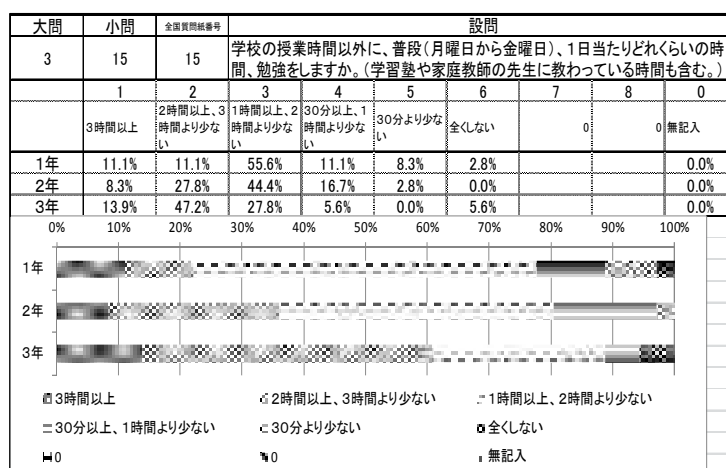 大問 小問 全国質問紙番号 設問
3 15 15 学校の授業時間以外に、普段(月曜日から金曜日)、1日当たりどれくらいの時
間、勉強をしますか。(学習塾や家庭教師の先生に教わっている時間も含む。)
1 2 3 4 5 6 7 8 0
3時間以上 2時間以上、3時間より少ない 1時間以上、2時間より少ない 30分以上、1時間より少ない 30分より少ない 全くしない 0 0 無記入
1年 11.1% 11.1% 55.6% 11.1% 8.3% 2.8% 0.0%
2年 8.3% 27.8% 44.4% 16.7% 2.8% 0.0% 0.0%
3年 13.9% 47.2% 27.8% 5.6% 0.0% 5.6% 0.0%
0% 10% 20% 30% 40% 50% 60% 70% 80% 90% 100%
1年
2年
3年
3時間以上 2時間以上、3時間より少ない 1時間以上、2時間より少ない
30分以上、1時間より少ない 30分より少ない 全くしない
0 0 無記入